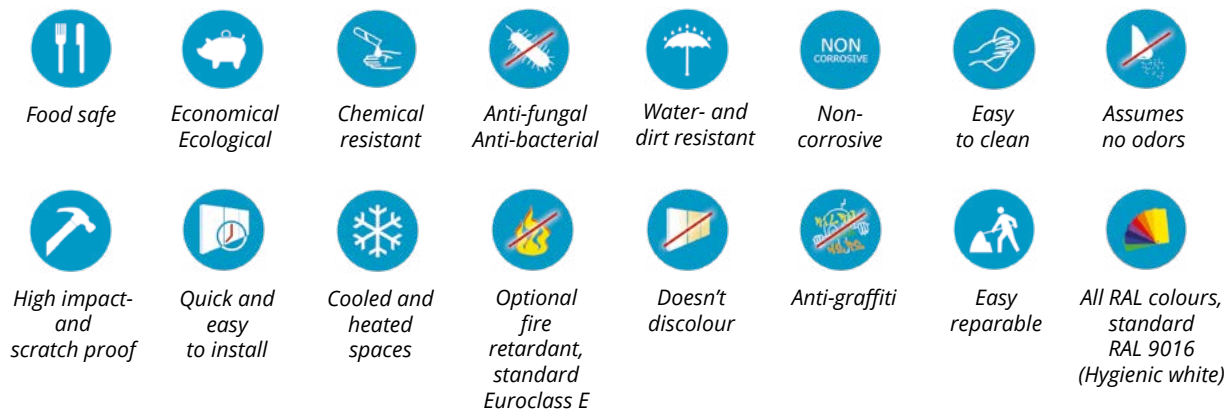 Food safe
Economical
Ecological
Chemical
resistant
Anti-fungal
Anti-bacterial
Water- and
dirt resistant
NON
CORROSIVE
Non-
corrosive
Easy
to clean
Assumes
no odors
High impact-
and
scratch proof
Quick and
easy
to install
Cooled and
heated
spaces
Optional
fire
retardant,
standard
Euroclass E
Doesn't
discolour
Anti-graffiti
Easy
reparable
All RAL colours,
standard
RAL 9016
(Hygienic white)